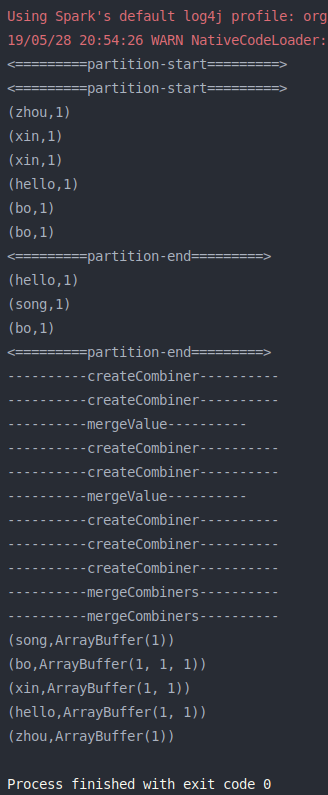 Using Spark's default log4j profile: org
19/05/28 20:54:26 WARN NativeCodeLoader:
<=========partition-start=========>
<=========partition-start=========>
(zhou,1)
(xin,1)
(xin,1)
(hello,1)
(bo,1)
(bo,1)
<=========partition-end=========>
(hello,1)
(song,1)
(bo,1)
<=========partition-end=========>
----------createCombiner----------
----------createCombiner----------
----------mergeValue----------
----------createCombiner----------
----------createCombiner----------
----------mergeValue----------
----------createCombiner----------
----------createCombiner----------
----------createCombiner----------
----------mergeCombiners----------
----------mergeCombiners----------
(song,ArrayBuffer(1))
(bo,ArrayBuffer(1, 1, 1))
(xin,ArrayBuffer(1, 1))
(hello,ArrayBuffer(1, 1))
(zhou,ArrayBuffer(1))
Process finished with exit code 0